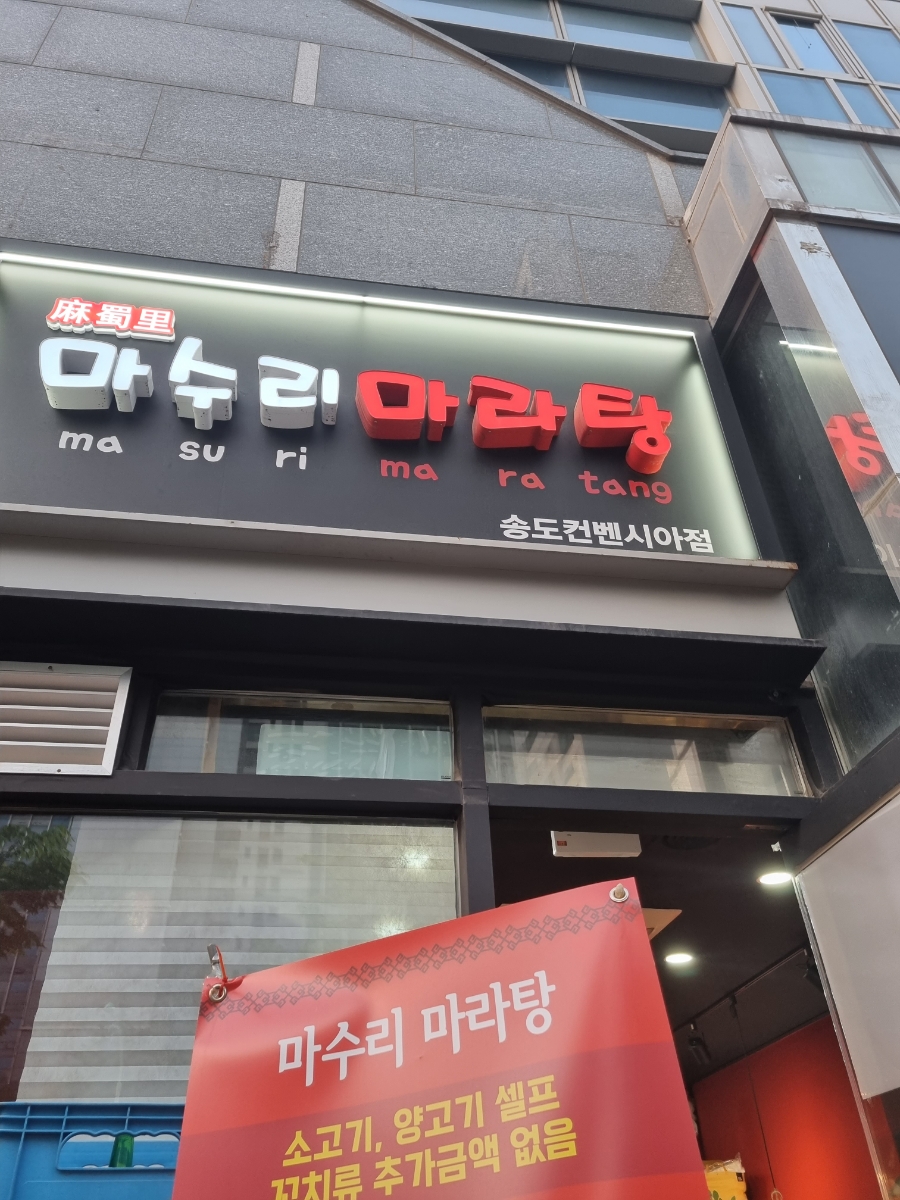 麻蜀里
마수리마라탕
ma su ri ma ra tang
송도컨벤시아점
마수리 마라탕
소고기, 양고기 셀프
꼬치류 추가금액 없음